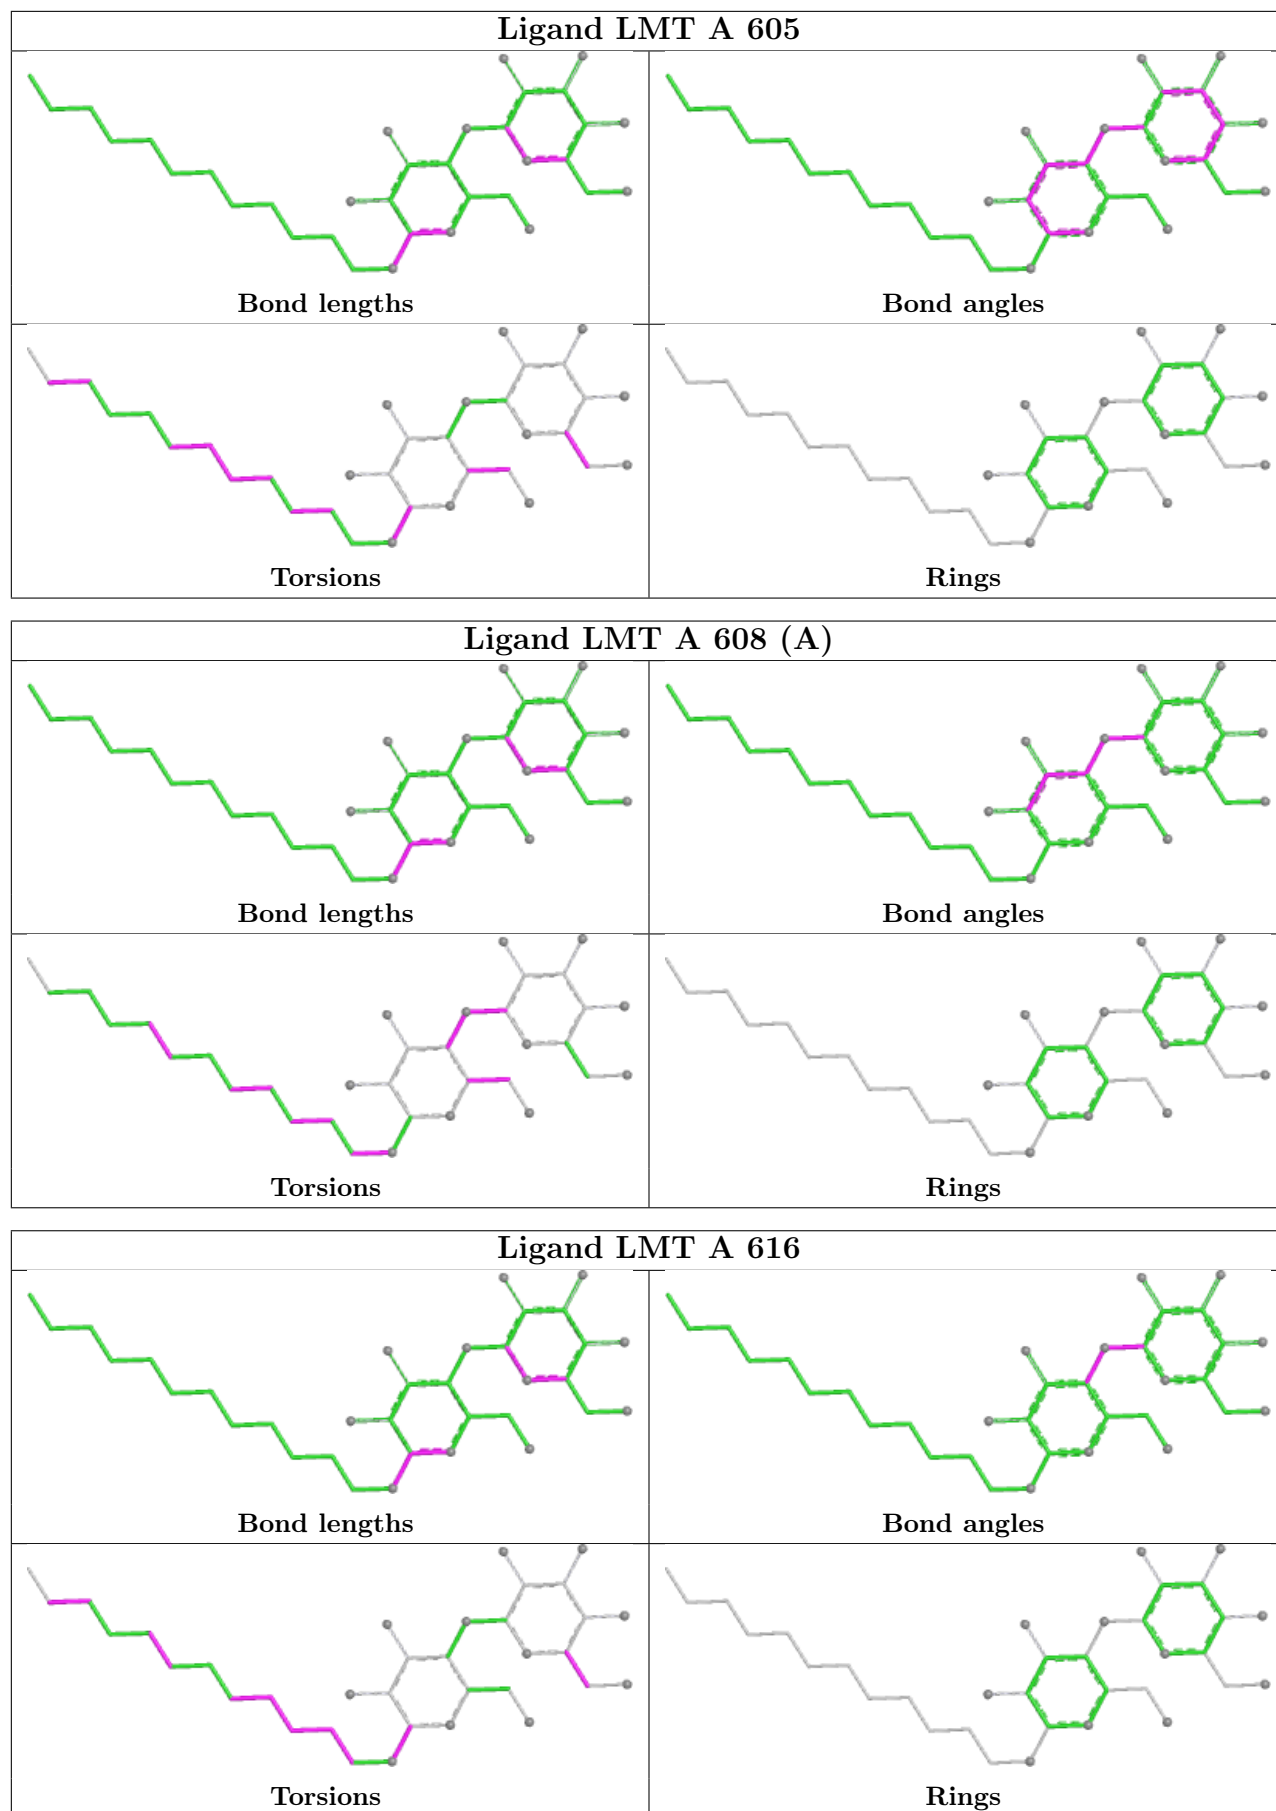 Ligand LMT A 605
Bond lengths
Bond angles
Torsions
Rings
Ligand LMT A 608 (A)
Bond lengths
Bond angles
Torsions
Rings
Ligand LMT A 616
Bond lengths
Bond angles
Torsions
Rings